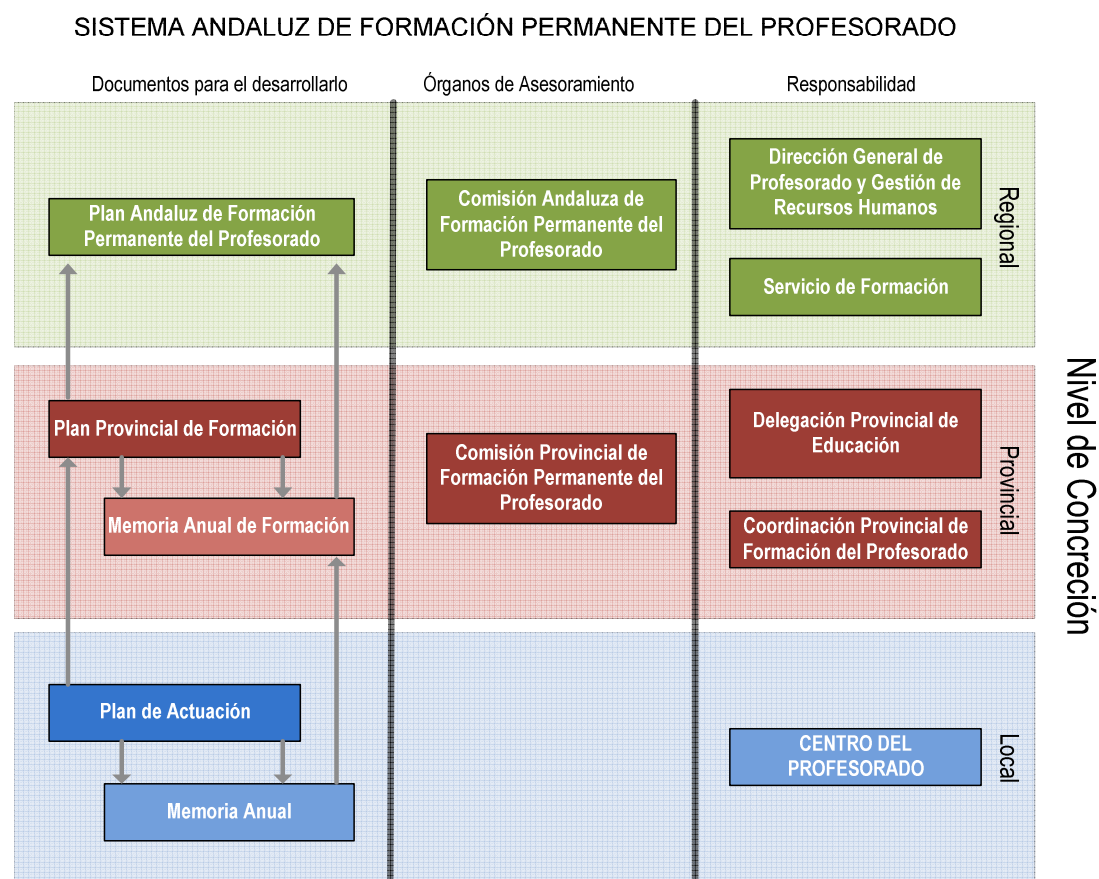 SISTEMA ANDALUZ DE FORMACIÓN PERMANENTE DEL PROFESORADO
Documentos para el desarrollarlo
Órganos de Asesoramiento
Responsabilidad
Plan Andaluz de Formación
Permanente del Profesorado
Comisión Andaluza de
Formación Permanente del
Profesorado
Dirección General de
Profesorado y Gestión de
Recursos Humanos
Servicio de Formación
Regional
Plan Provincial de Formación
Memoria Anual de Formación
Comisión Provincial de
Formación Permanente del
Profesorado
Delegación Provincial de
Educación
Coordinación Provincial de
Formación del Profesorado
Provincial
Plan de Actuación
Memoria Anual
CENTRO DEL
PROFESORADO
Local
Nivel de Concreción